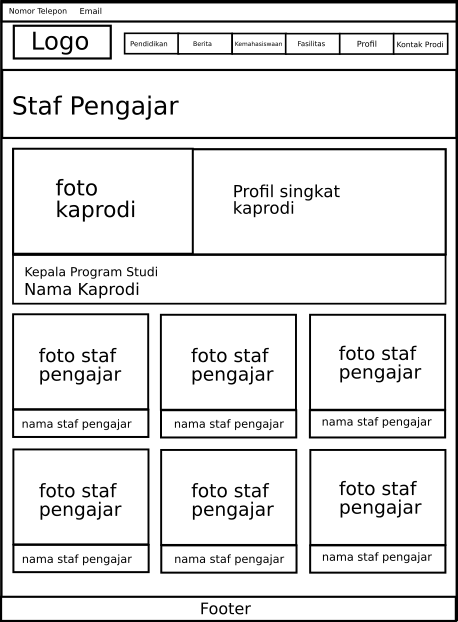 Nomor Telepon Email
Logo
Pendidikan Berita Kemahasiswaan Fasilitas Profil Kontak Prodi
Staf Pengajar
foto
kaprodi
Profil singkat
kaprodi
Kepala Program Studi
Nama Kaprodi
foto staf
pengajar
foto staf
pengajar
foto staf
pengajar
nama staf pengajar
nama staf pengajar
nama staf pengajar
foto staf
pengajar
foto staf
pengajar
foto staf
pengajar
nama staf pengajar
nama staf pengajar
nama staf pengajar
Footer